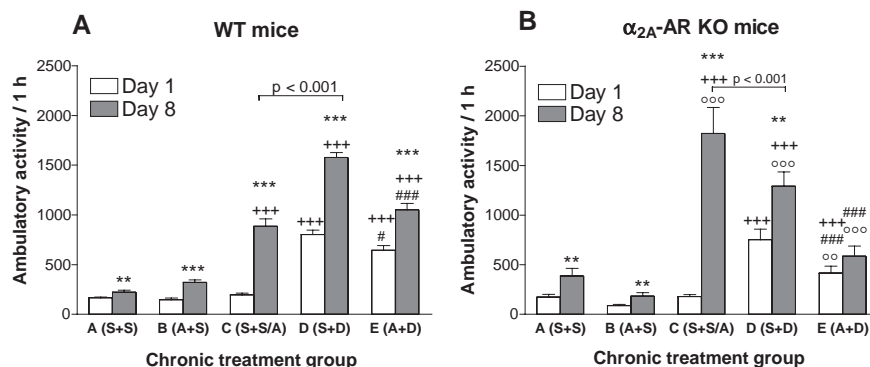 A
WT mice
Ambulatory activity / 1 h
2500
2000
1500
1000
500
0
Day 1
Day 8
p < 0.001
**
***
***
+++
+++
***
+++
+++
#
***
+++
###
A (S+S) B (A+S) C (S+S/A) D (S+D) E (A+D)
Chronic treatment group
B
α2A-AR KO mice
Ambulatory activity / 1 h
2500
2000
1500
1000
500
0
Day 1
Day 8
p < 0.001
**
**
***
+++
○○○
+++
**
+++
○○○
+++
###
○○
###
○○○
A (S+S) B (A+S) C (S+S/A) D (S+D) E (A+D)
Chronic treatment group